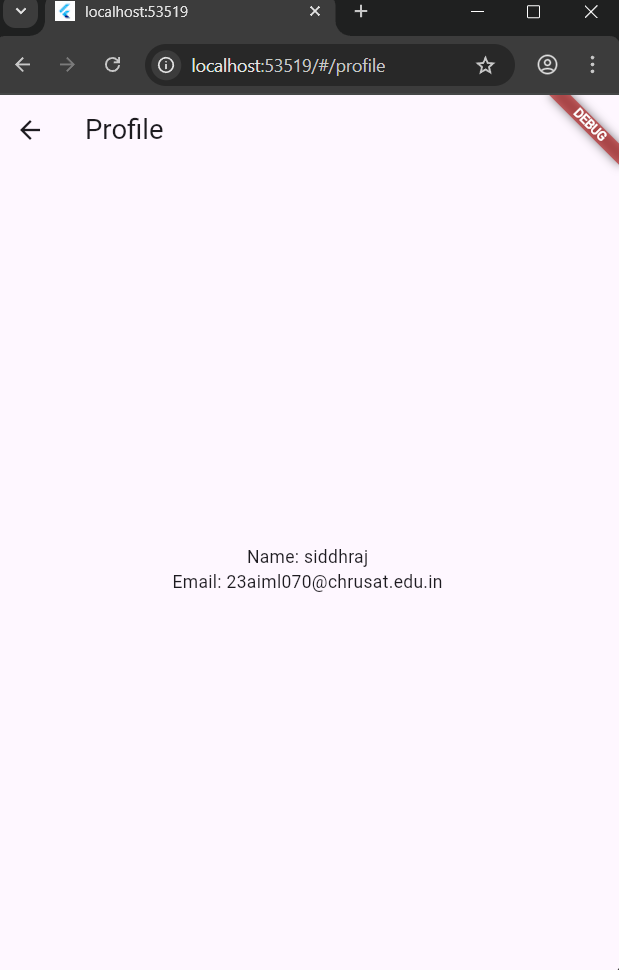 localhost:53519
localhost:53519/#/profile
Profile
DEBUG
Name: siddhraj
Email: 23aiml070@chrusat.edu.in